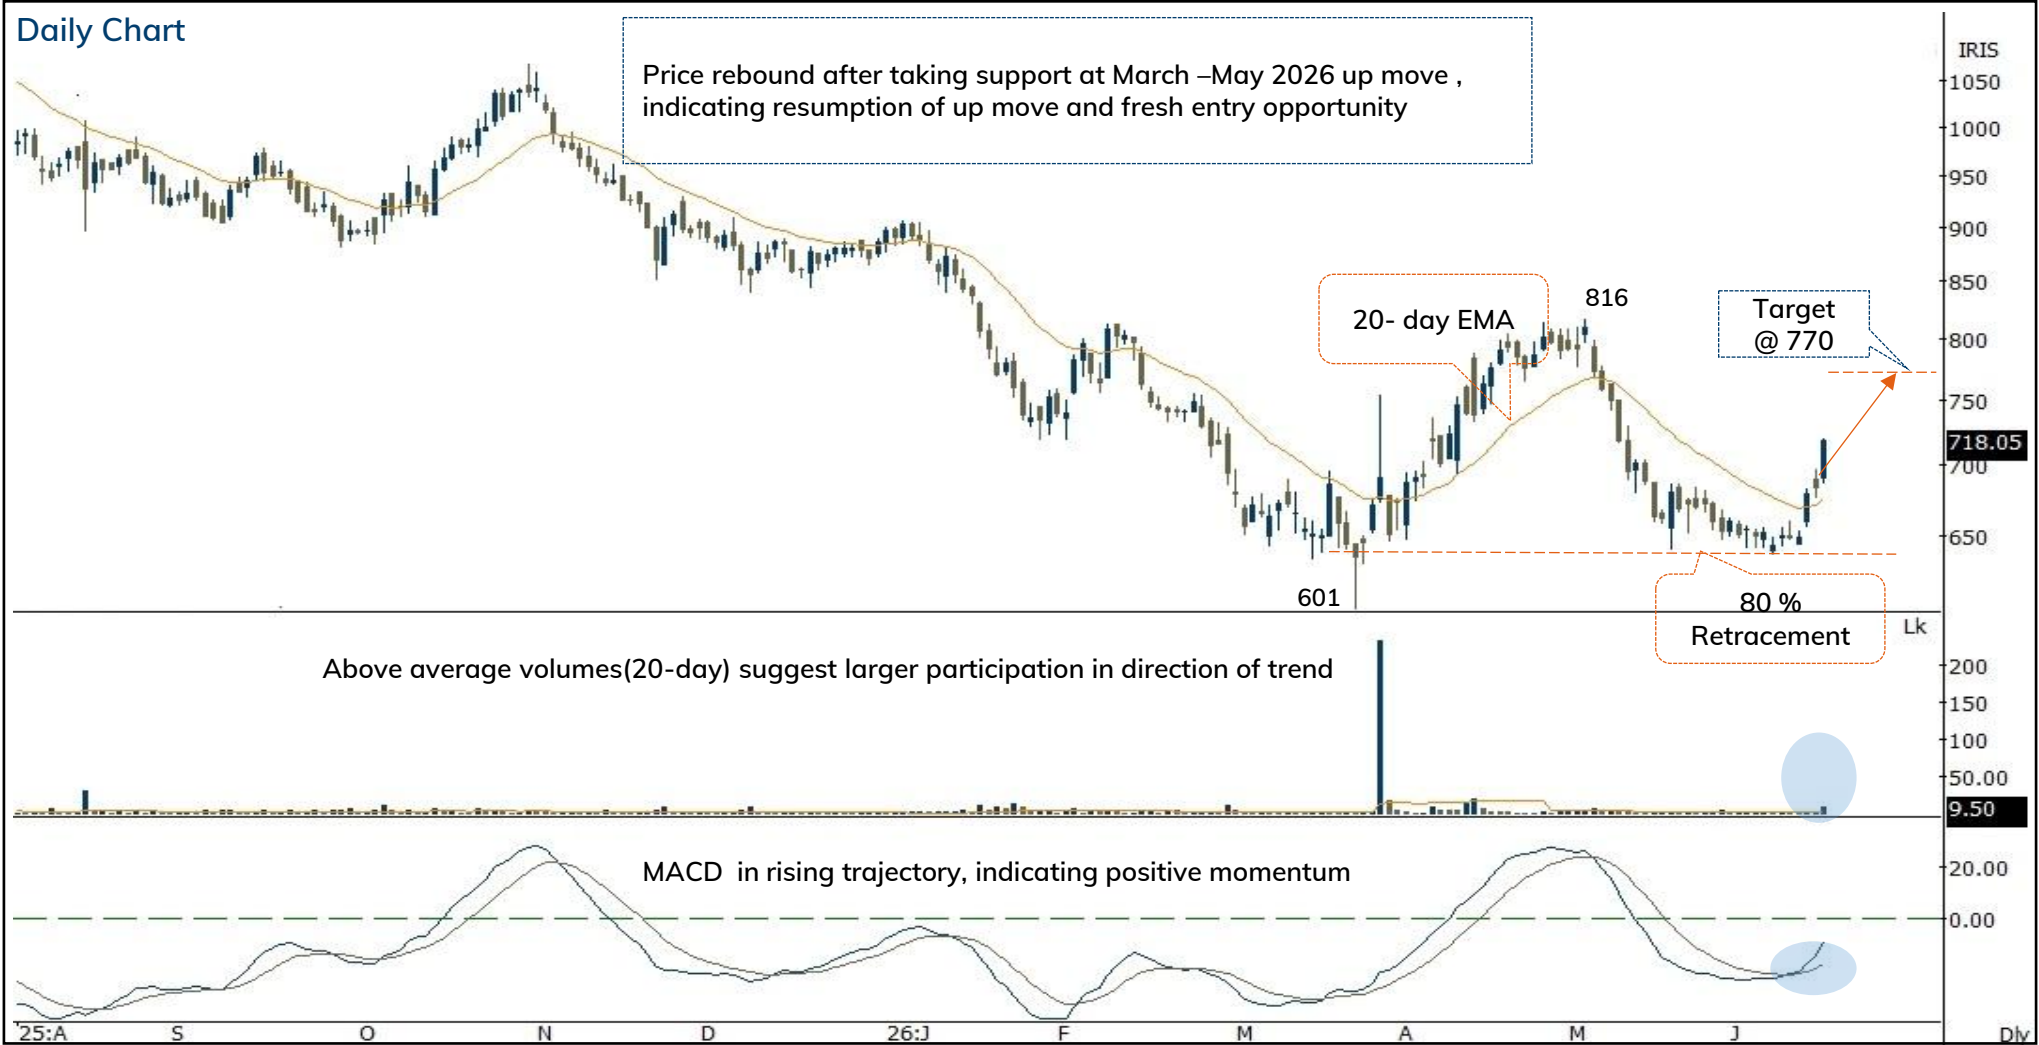 Daily Chart
Price rebound after taking support at March –May 2026 up move ,
indicating resumption of up move and fresh entry opportunity
IRIS
1050
1000
950
900
850
800
750
718.05
700
650
816
20- day EMA
Target
@ 770
601
80 %
Retracement
Lk
Above average volumes(20-day) suggest larger participation in direction of trend
200
150
100
50.00
9.50
MACD  in rising trajectory, indicating positive momentum
20.00
0.00
'25:A S O N D 26:J F M A M J Dly